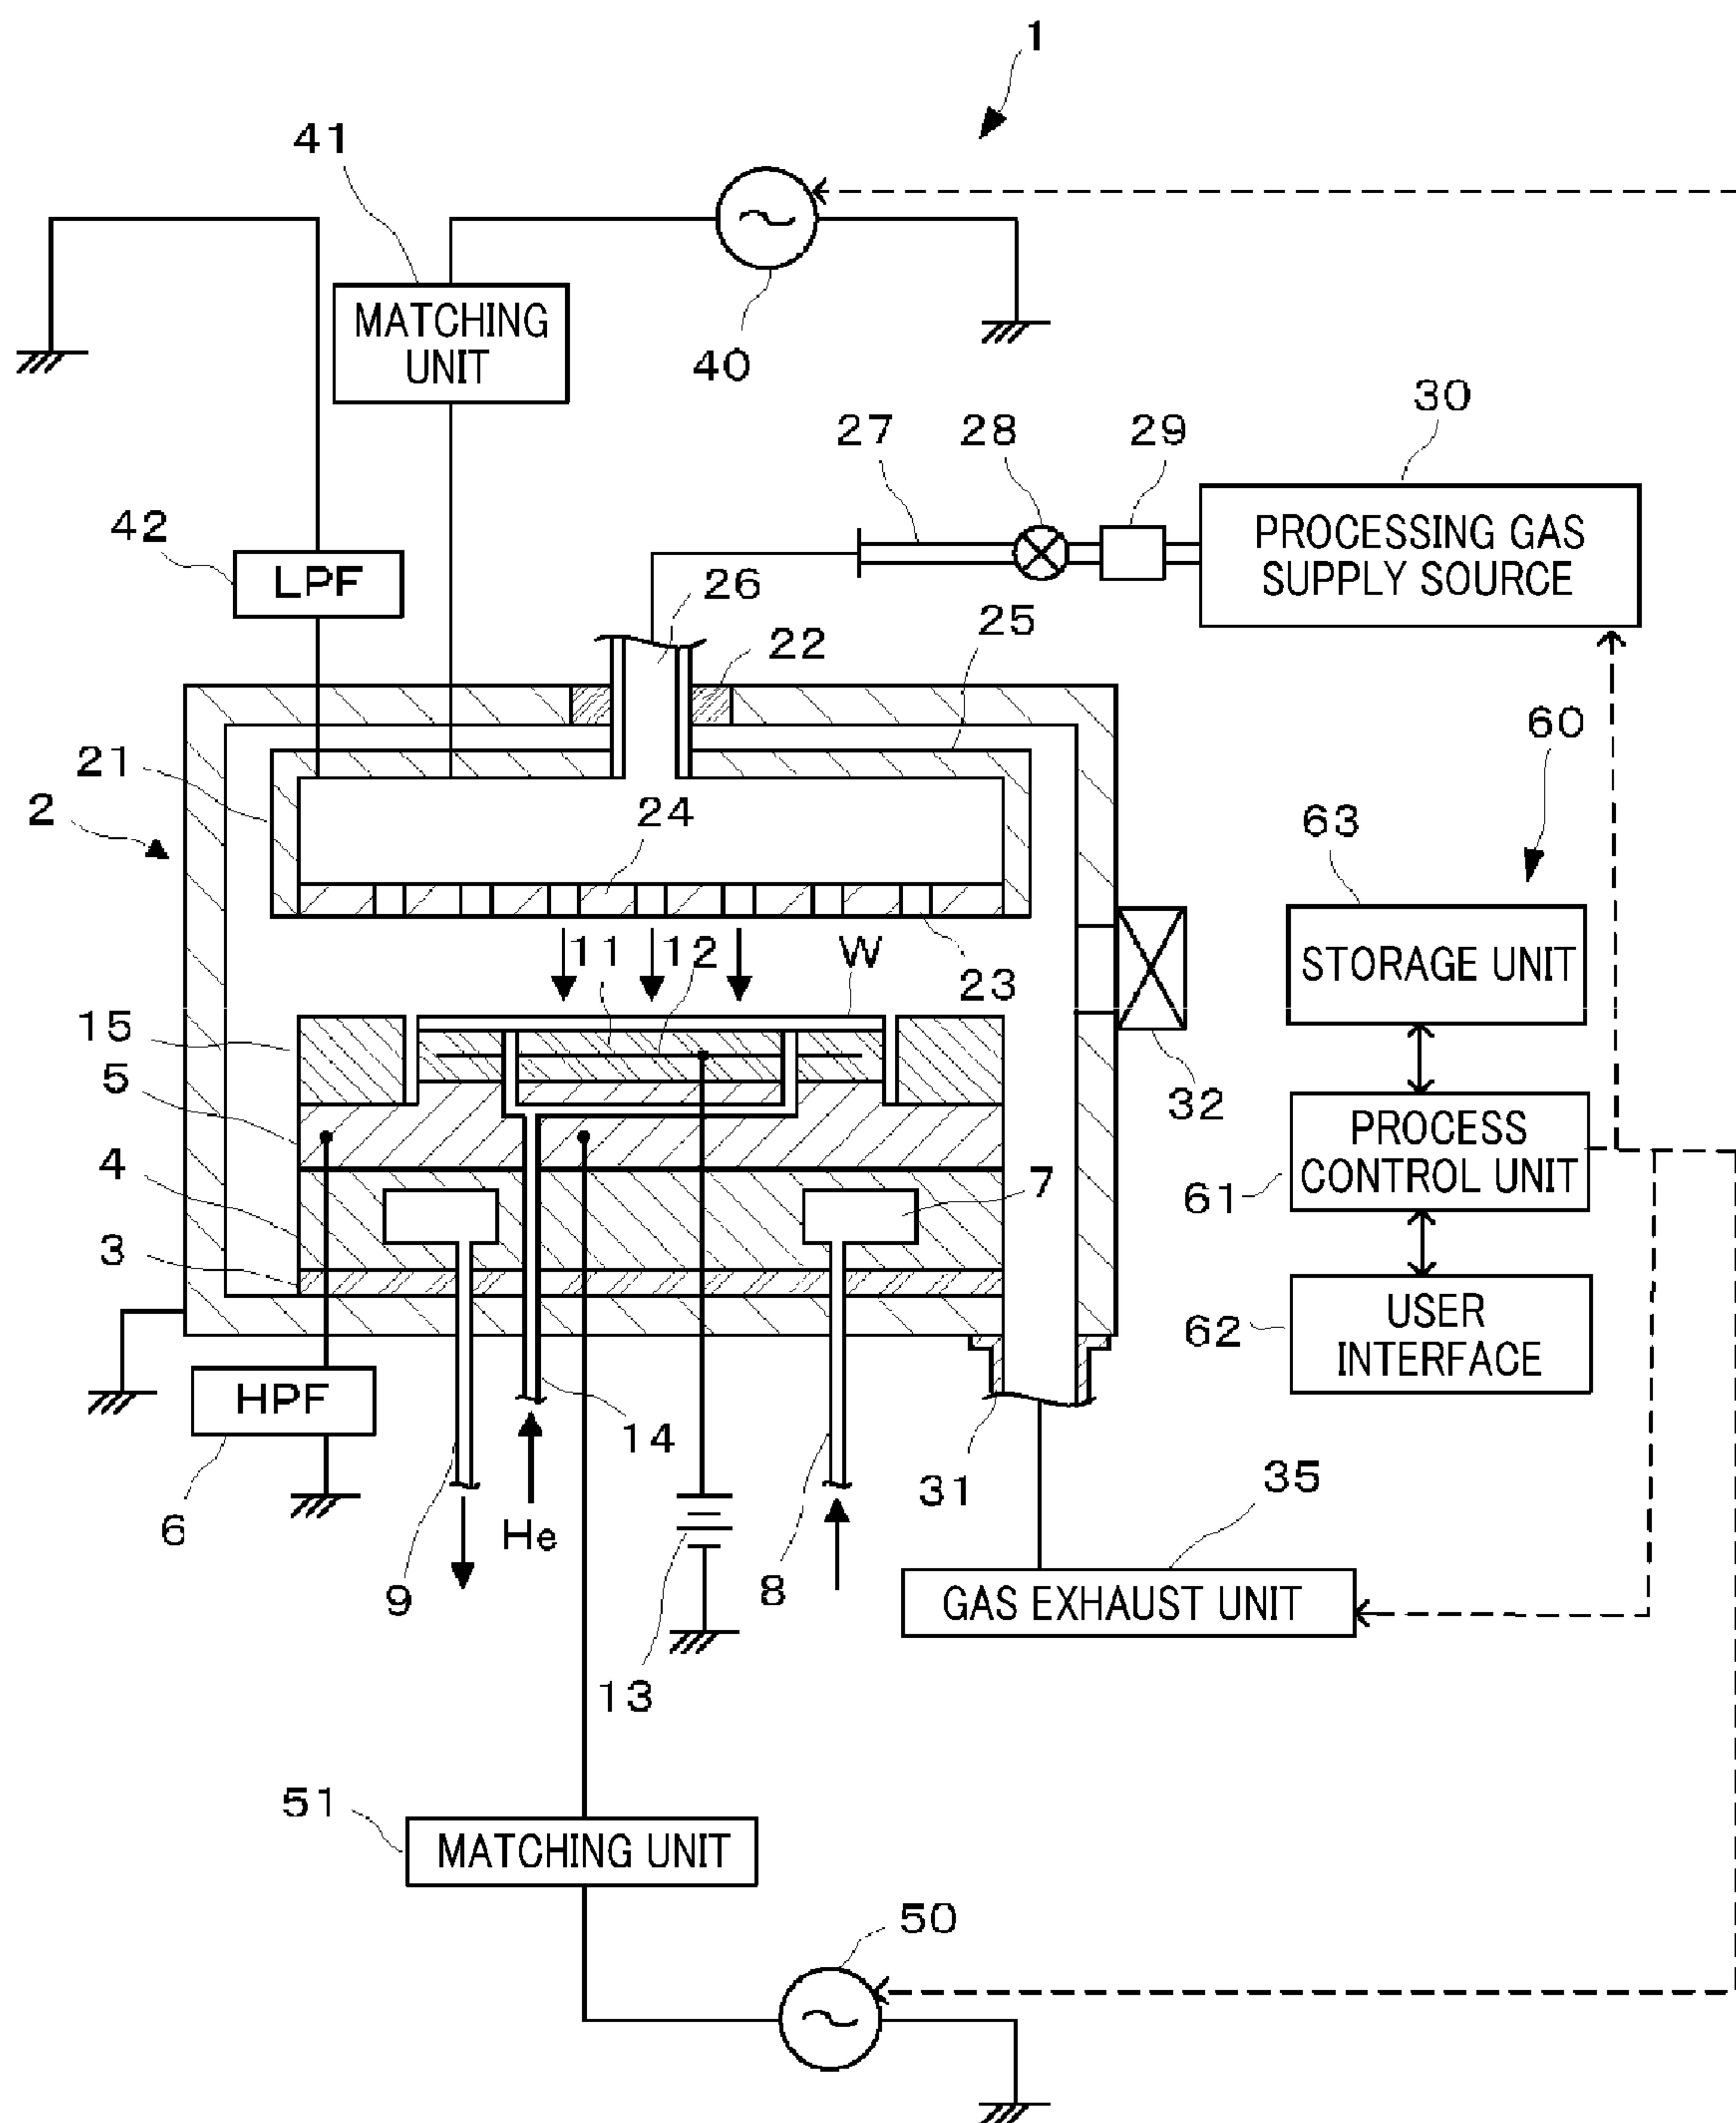 1
41
MATCHING
UNIT
40
30
27
28
29
PROCESSING GAS
SUPPLY SOURCE
42
LPF
26
25
22
60
21
24
2
63
STORAGE UNIT
11
12
W
23
15
5
32
PROCESS
CONTROL UNIT
4
7
61
3
USER
INTERFACE
62
HPF
14
31
35
6
He
9
8
GAS EXHAUST UNIT
13
51
MATCHING UNIT
50